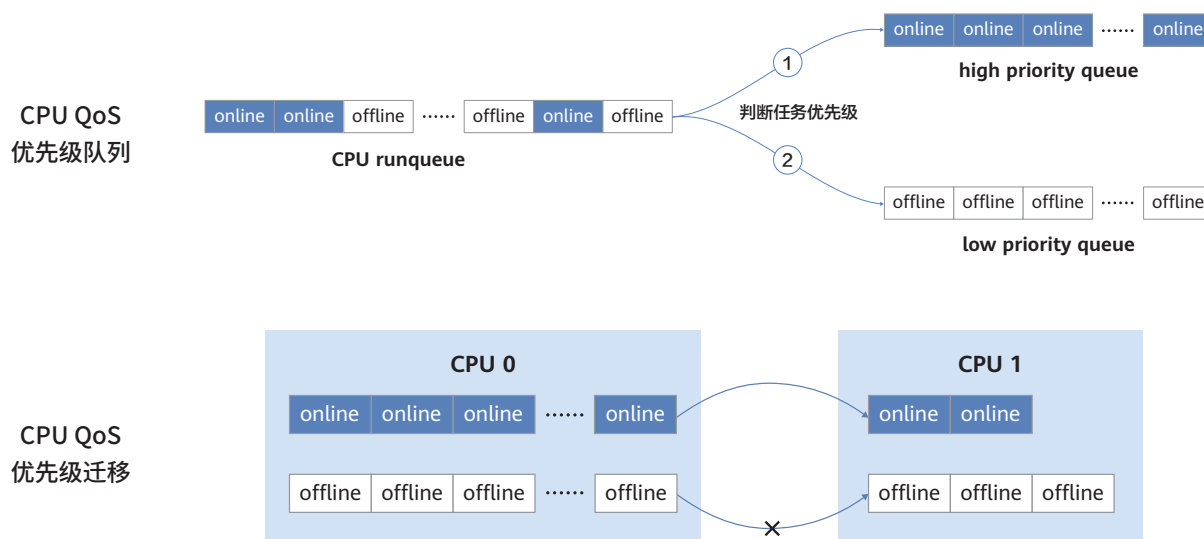 CPU QoS
优先级队列
online online offline ······ offline online offline
CPU runqueue
1
判断任务优先级
2
online online online ······ online
high priority queue
offline offline offline ······ offline
low priority queue
CPU QoS
优先级迁移
CPU 0
online online online ······ online
offline offline offline ······ offline
CPU 1
online online
offline offline offline